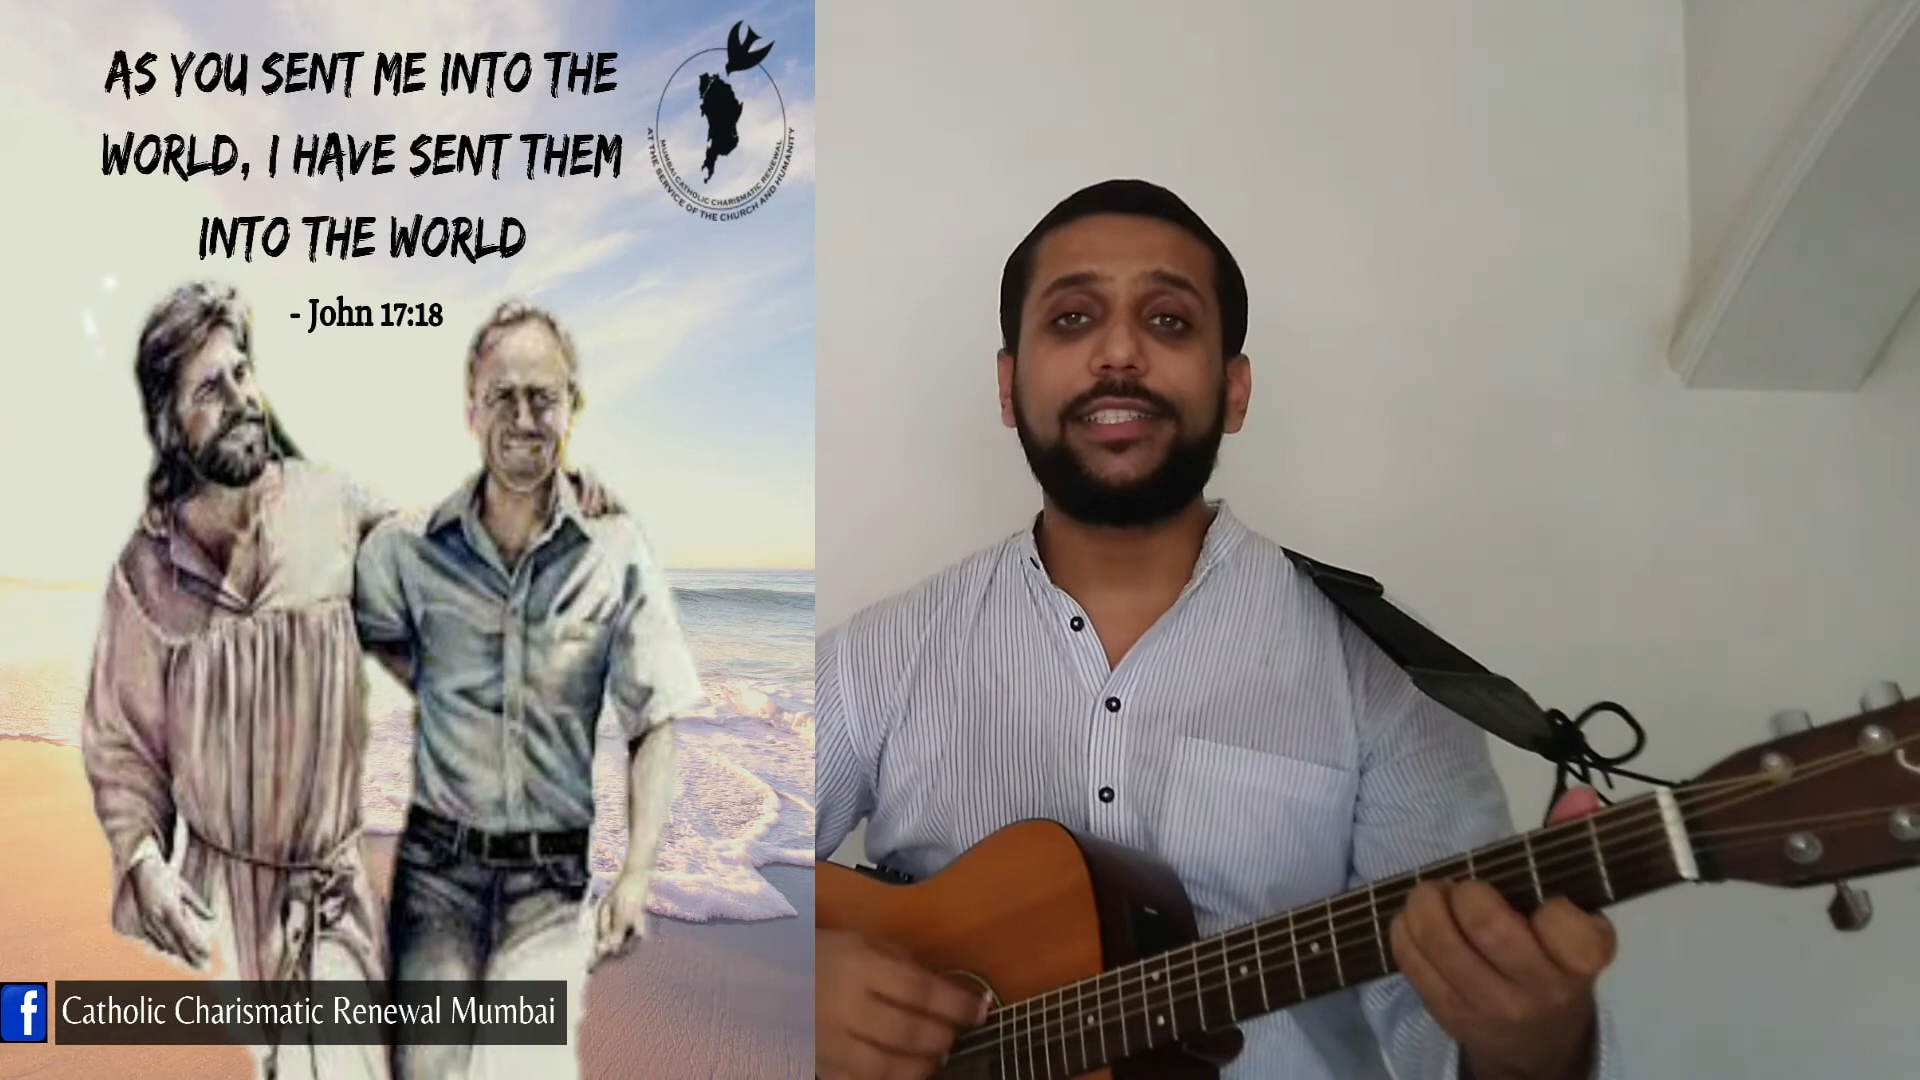 AS YOU SENT ME INTO THE
WORLD, I HAVE SENT THEM
INTO THE WORLD
- John 17:18
MUMBAI CATHOLIC CHARISMATIC RENEWAL
AT THE SERVICE OF THE CHURCH AND HUMANITY
f Catholic Charismatic Renewal Mumbai